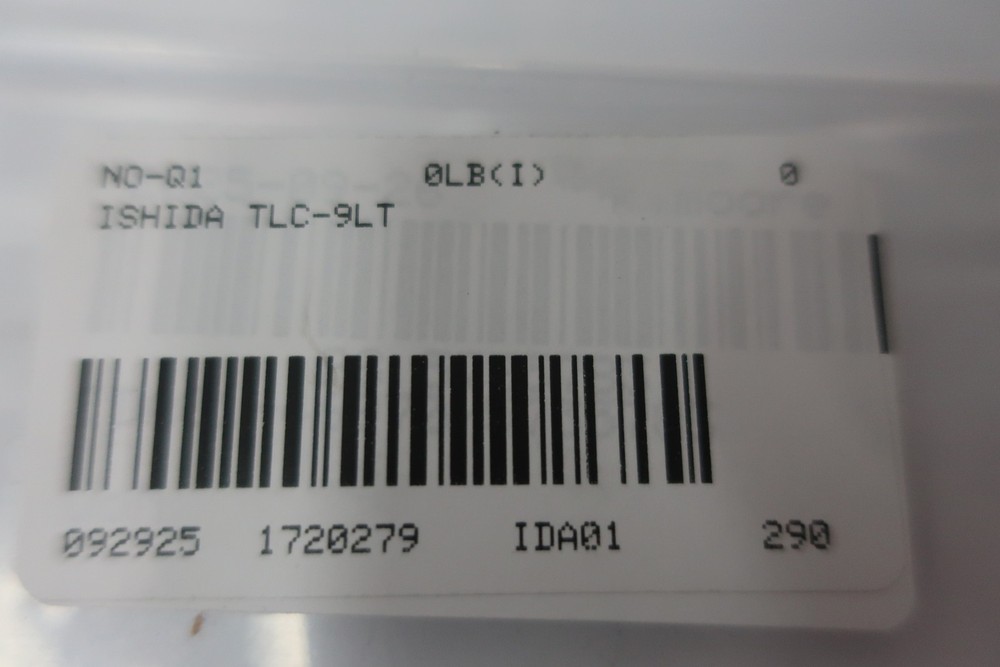 NO-Q1 0LB(I) 0
ISHIDA TLC-9LT
092925 1720279 IDA01 290